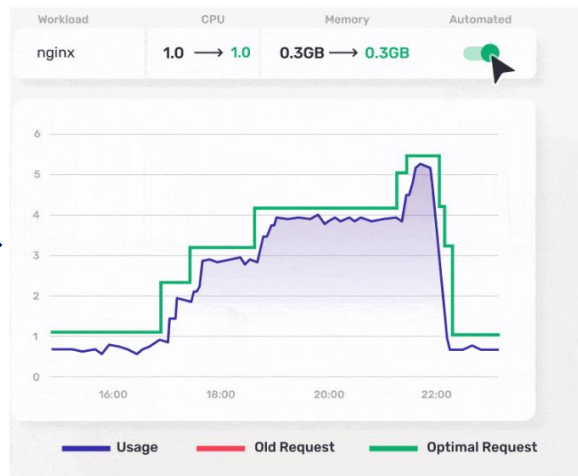 Workload CPU Memory Automated
nginx 1.0 → 1.0 0.3GB → 0.3GB
6
5
4
3
2
1
0
16:00 18:00 20:00 22:00
Usage Old Request Optimal Request